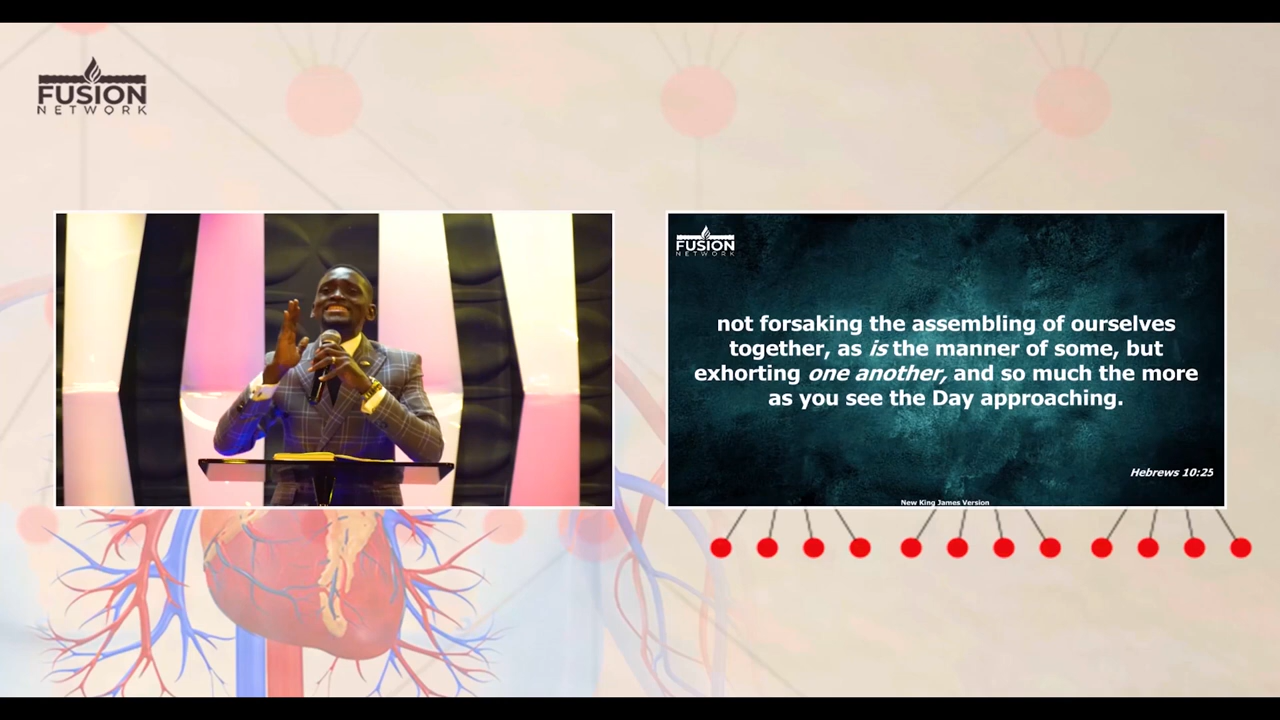 FUSION
NETWORK
FUSION
NETWORK
not forsaking the assembling of ourselves
together, as is the manner of some, but
exhorting one another, and so much the more
as you see the Day approaching.
Hebrews 10:25
New King James Version